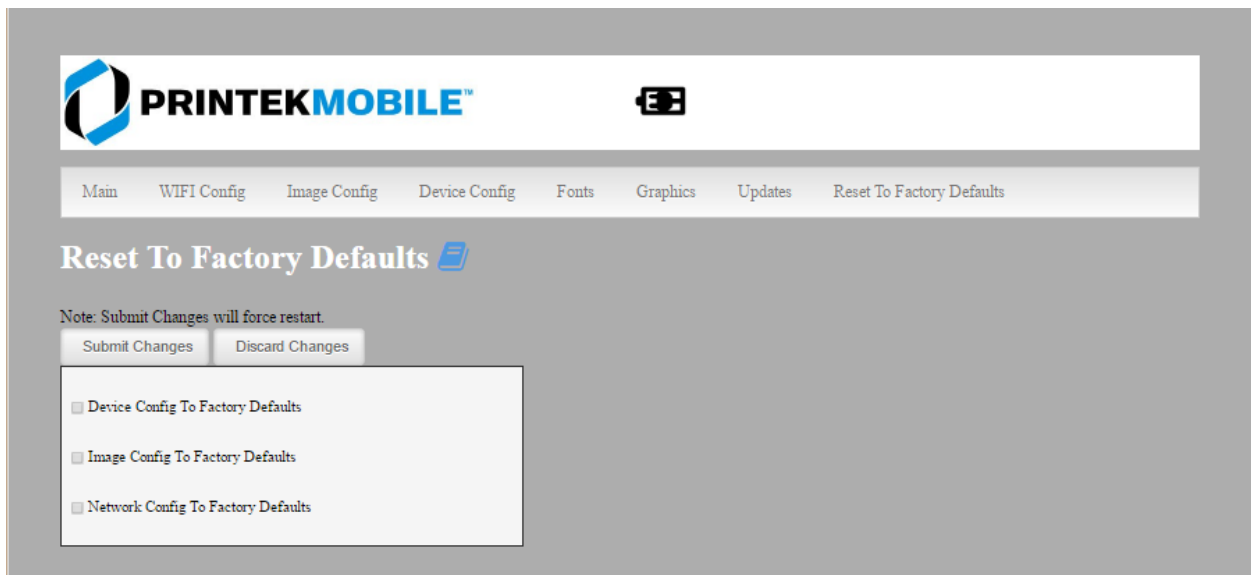 PRINTEKMOBILE™
Main WIFI Config Image Config Device Config Fonts Graphics Updates Reset To Factory Defaults
Reset To Factory Defaults
Note: Submit Changes will force restart.
Submit Changes Discard Changes
Device Config To Factory Defaults
Image Config To Factory Defaults
Network Config To Factory Defaults